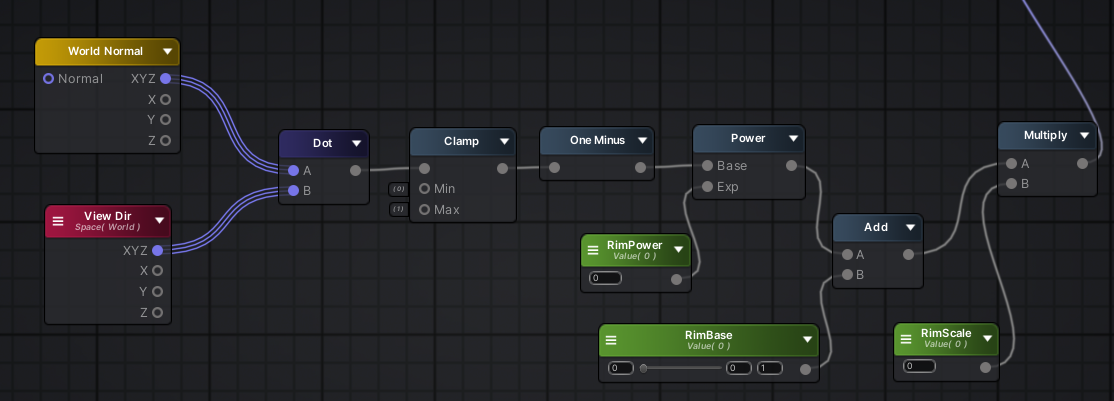 World Normal
Normal XYZ
X
Y
Z
View Dir
Space( World )
XYZ
X
Y
Z
Dot
A
B
Clamp
(0) Min
(1) Max
One Minus
Power
Base
Exp
RimPower
Value( 0 )
0
RimBase
Value( 0 )
0 0 1
Add
A
B
RimScale
Value( 0 )
0
Multiply
A
B